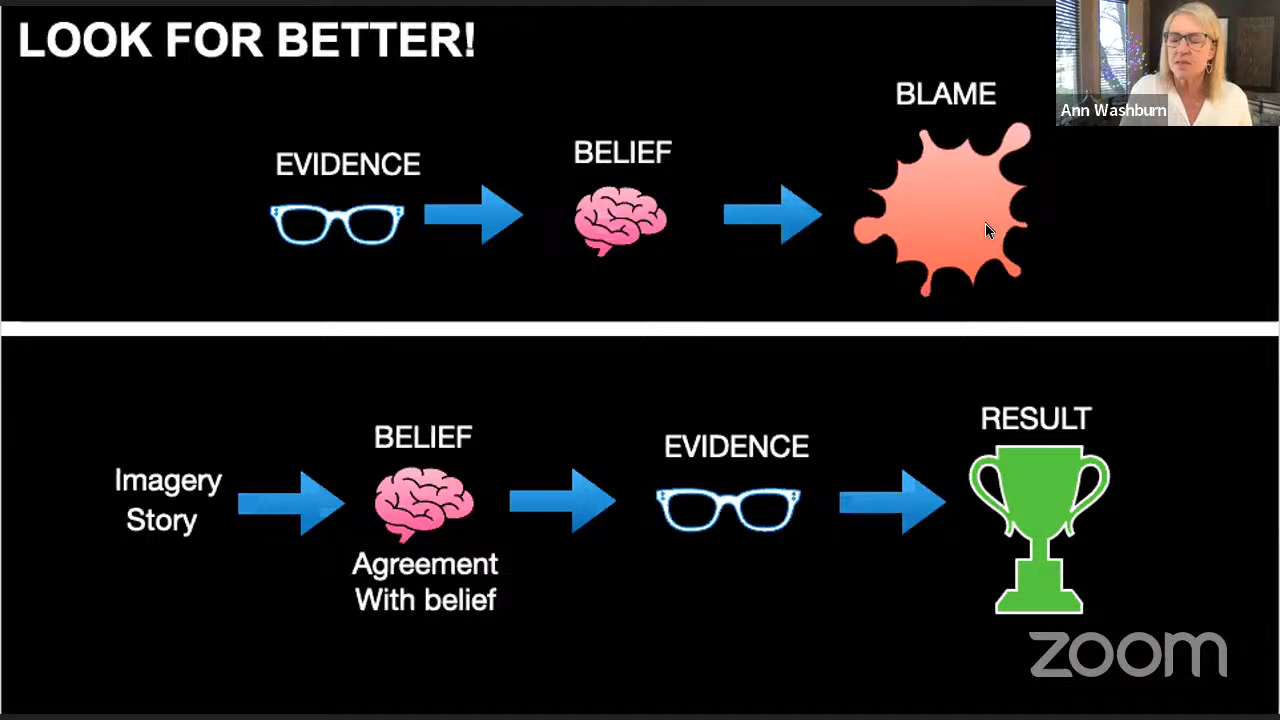 LOOK FOR BETTER!
Ann Washburn
BLAME
EVIDENCE
BELIEF
RESULT
BELIEF
EVIDENCE
Imagery
Story
Agreement
With belief
zoom